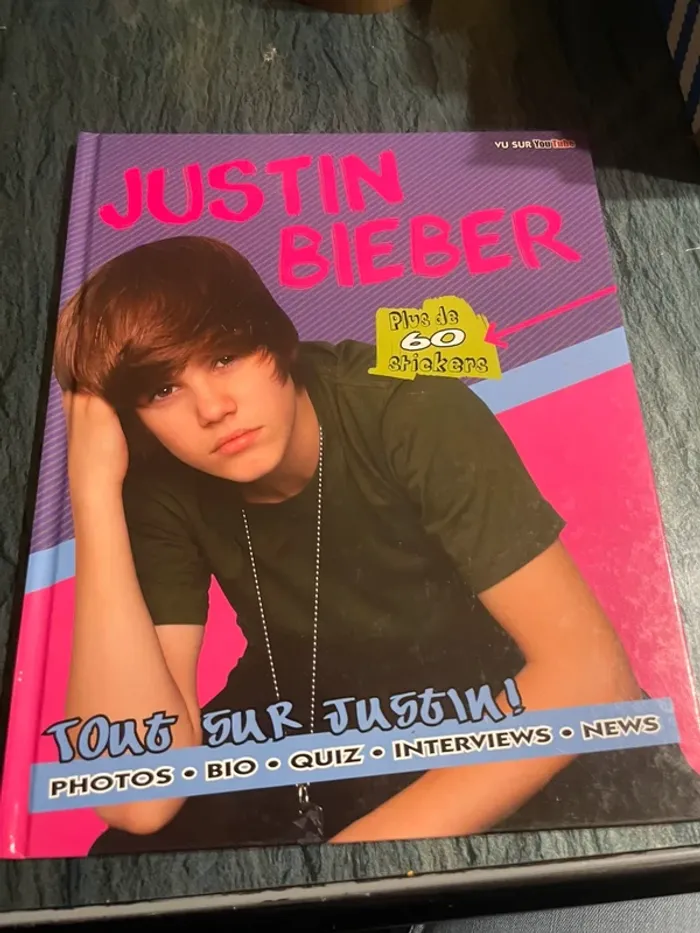 VU SUR YouTube
JUSTIN
BIEBER
Plus de
60
stickers
TOUT SUR JUSTIN!
PHOTOS • BIO • QUIZ • INTERVIEWS • NEWS